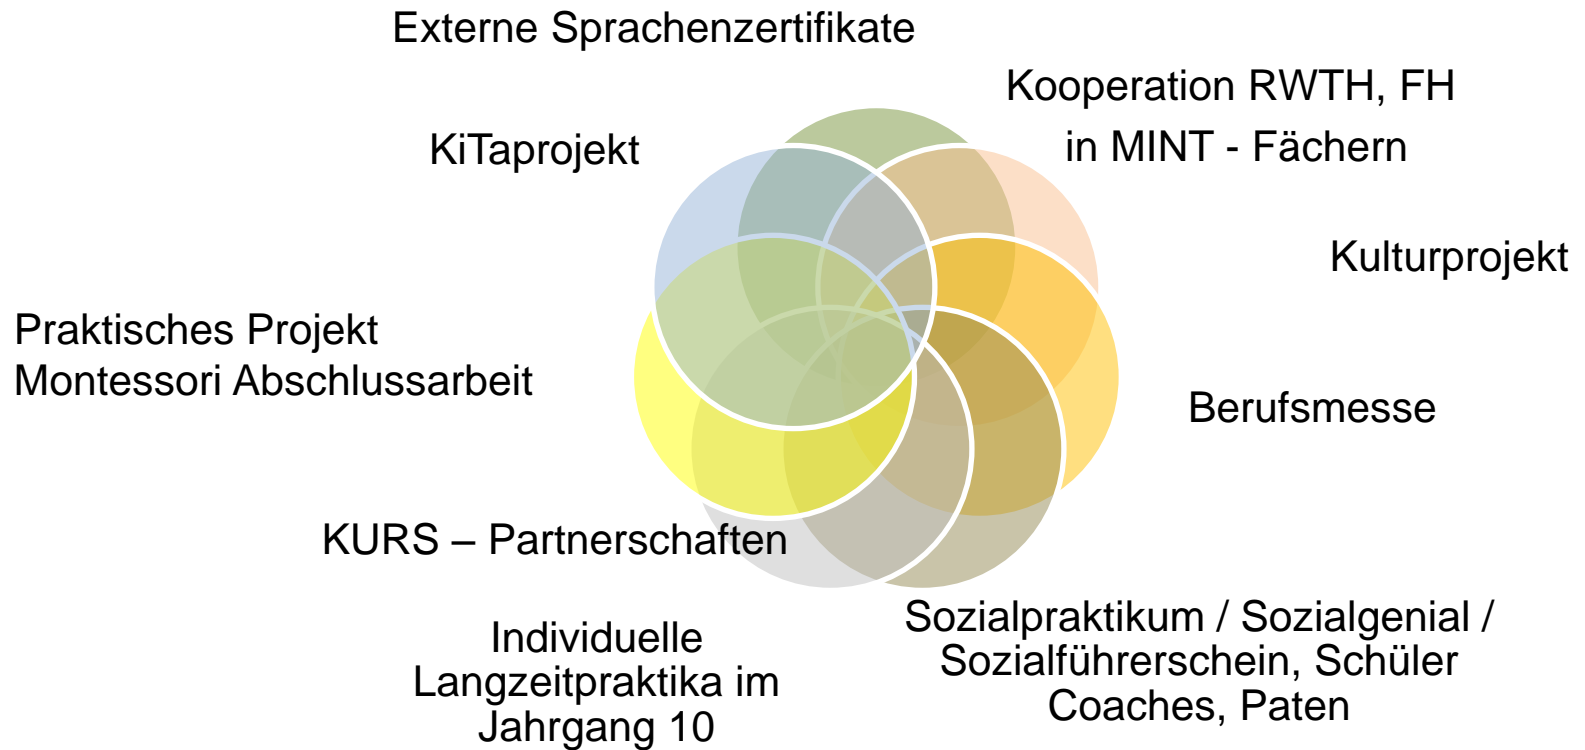 Externe Sprachenzertifikate
Kooperation RWTH, FH
in MINT - Fächern
KiTaprojekt
Kulturprojekt
Praktisches Projekt
Montessori Abschlussarbeit
Berufsmesse
KURS – Partnerschaften
Individuelle
Langzeitpraktika im
Jahrgang 10
Sozialpraktikum / Sozialgenial /
Sozialführerschein, Schüler
Coaches, Paten